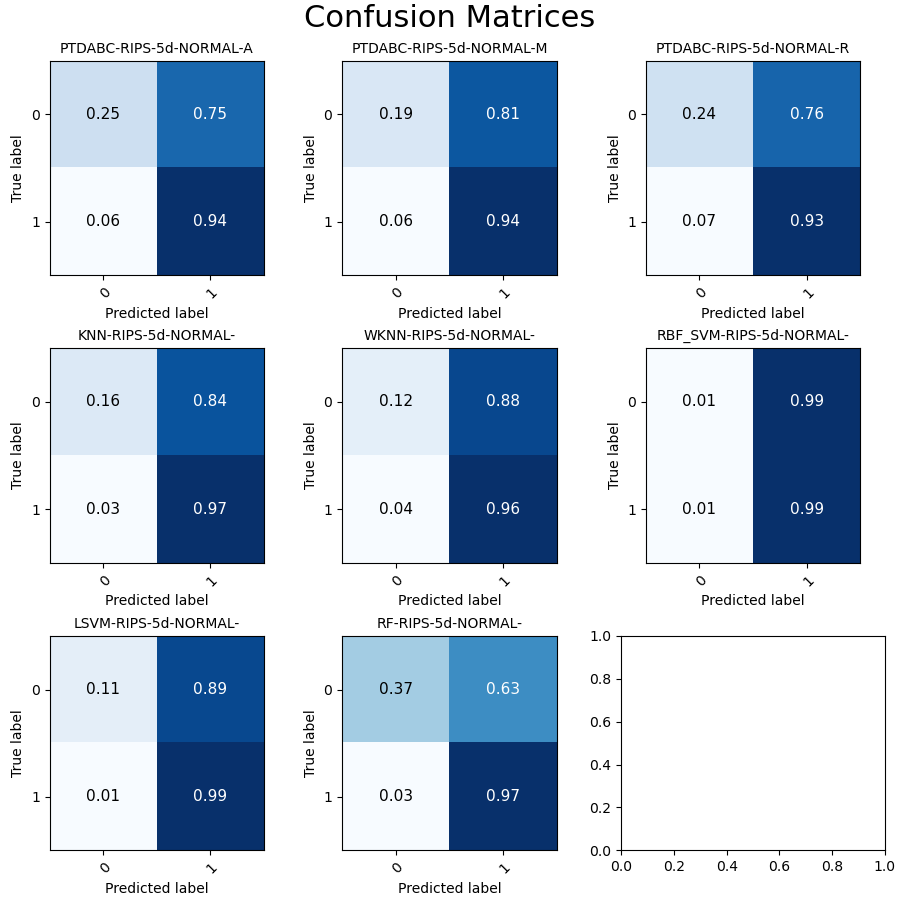 Confusion Matrices
PTDABC-RIPS-5d-NORMAL-A
0
0.25
0.75
True label
1
0.06
0.94
0
1
Predicted label
PTDABC-RIPS-5d-NORMAL-M
0
0.19
0.81
True label
1
0.06
0.94
0
1
Predicted label
PTDABC-RIPS-5d-NORMAL-R
0
0.24
0.76
True label
1
0.07
0.93
0
1
Predicted label
KNN-RIPS-5d-NORMAL-
0
0.16
0.84
True label
1
0.03
0.97
0
1
Predicted label
WKNN-RIPS-5d-NORMAL-
0
0.12
0.88
True label
1
0.04
0.96
0
1
Predicted label
RBF_SVM-RIPS-5d-NORMAL-
0
0.01
0.99
True label
1
0.01
0.99
0
1
Predicted label
LSVM-RIPS-5d-NORMAL-
0
0.11
0.89
True label
1
0.01
0.99
0
1
Predicted label
RF-RIPS-5d-NORMAL-
0
0.37
0.63
True label
1
0.03
0.97
0
1
Predicted label
1.0
0.8
0.6
0.4
0.2
0.0
0.0 0.2 0.4 0.6 0.8 1.0